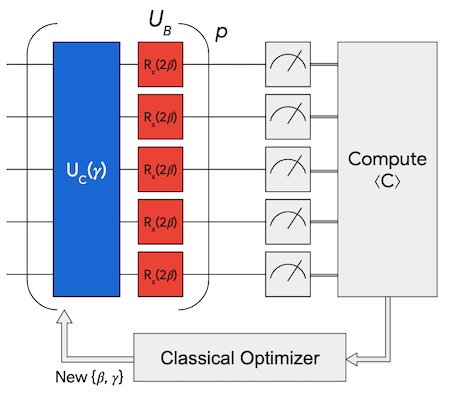 U_B
p
R_x(2β)
R_x(2β)
U_C(γ)
R_x(2β)
R_x(2β)
R_x(2β)
Compute
⟨C⟩
Classical Optimizer
New {β, γ}